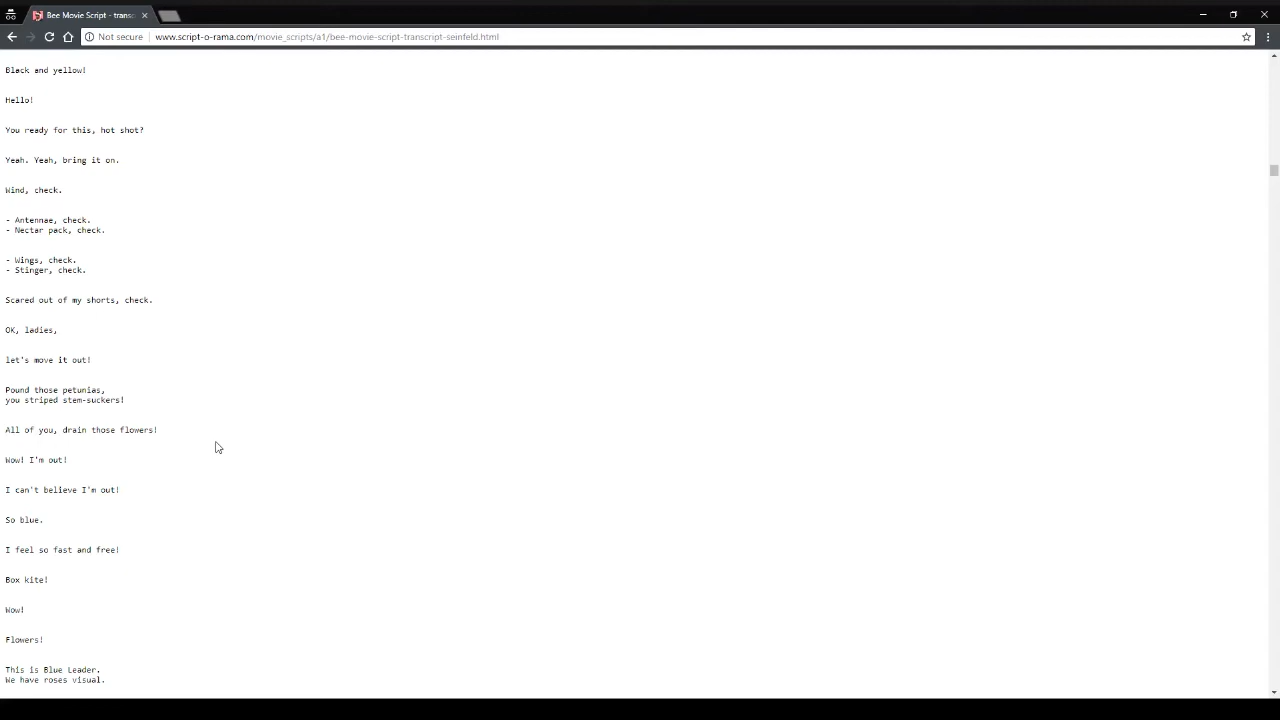 Bee Movie Script - transc
Not secure
www.script-o-rama.com/movie_scripts/a1/bee-movie-script-transcript-seinfeld.html
Black and yellow!
Hello!
You ready for this, hot shot?
Yeah. Yeah, bring it on.
Wind, check.
- Antennae, check.
- Nectar pack, check.
- Wings, check.
- Stinger, check.
Scared out of my shorts, check.
OK, ladies,
let's move it out!
Pound those petunias,
you striped stem-suckers!
All of you, drain those flowers!
Wow! I'm out!
I can't believe I'm out!
So blue.
I feel so fast and free!
Box kite!
Wow!
Flowers!
This is Blue Leader.
We have roses visual.